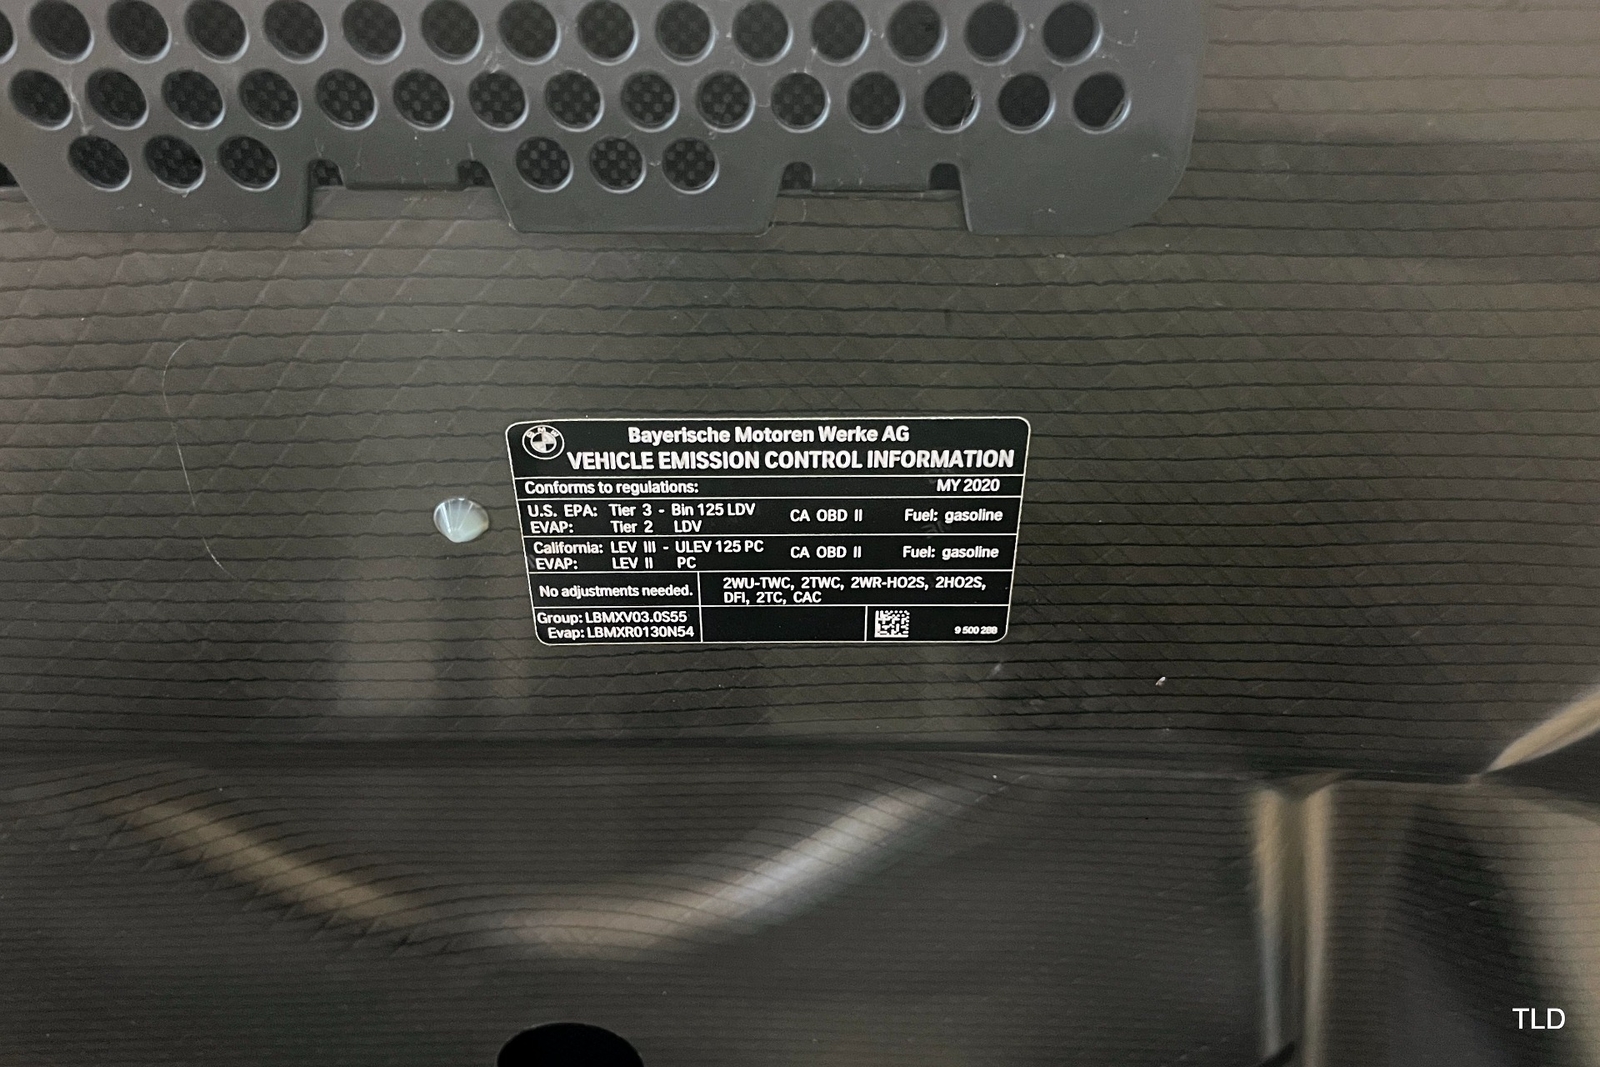 BMW
Bayerische Motoren Werke AG
VEHICLE EMISSION CONTROL INFORMATION
Conforms to regulations: MY 2020
U.S. EPA: Tier 3 - Bin 125 LDV CA OBD II Fuel: gasoline
EVAP: Tier 2 LDV
California: LEV III - ULEV 125 PC CA OBD II Fuel: gasoline
EVAP: LEV II PC
No adjustments needed.
2WU-TWC, 2TWC, 2WR-HO2S, 2HO2S,
DFI, 2TC, CAC
Group: LBMXV03.0S55
Evap: LBMXR0130N54
9 500 288
TLD